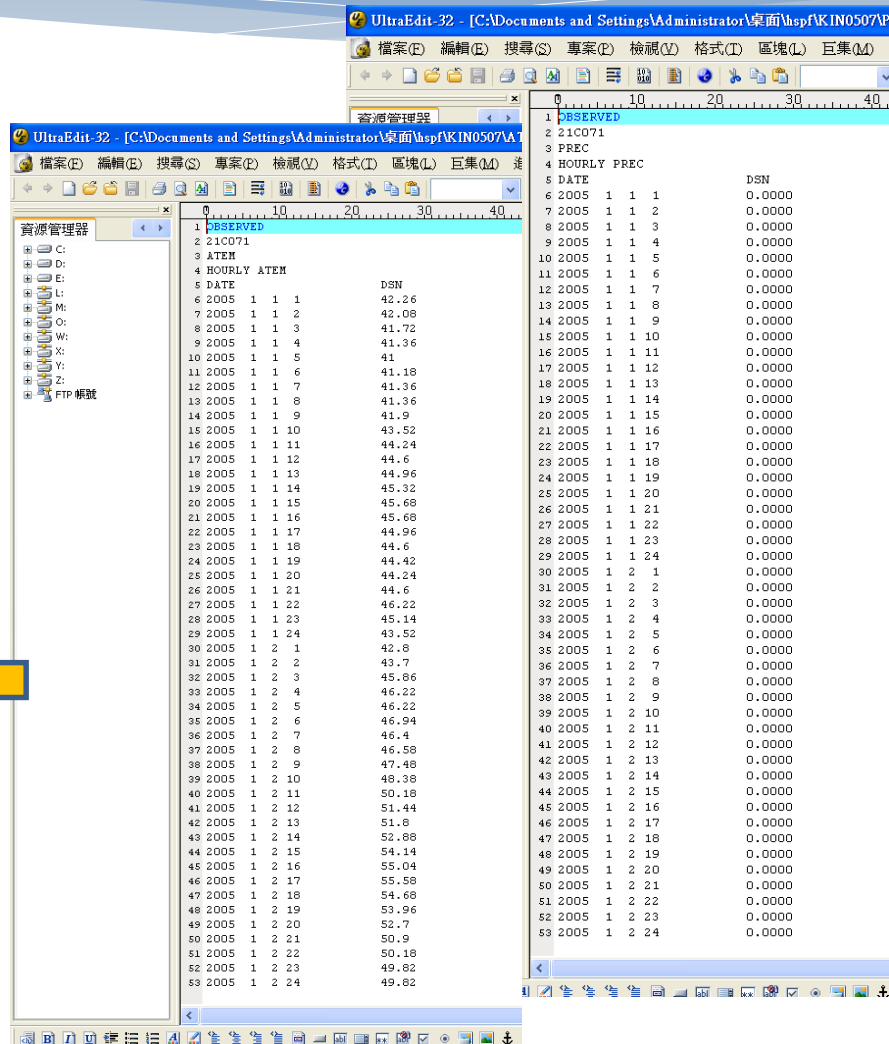 UltraEdit-32 - [C:\Documents and Settings\Administrator\桌面\hspf\KIN0507\P
檔案(F) 編輯(E) 搜尋(S) 專案(P) 檢視(V) 格式(T) 區塊(L) 巨集(M)
資源管理器
0 10 20 30 40
1 OBSERVED
2 21C071
3 PREC
4 HOURLY PREC
5 DATE DSN
6 2005 1 1 1 0.0000
7 2005 1 1 2 0.0000
8 2005 1 1 3 0.0000
9 2005 1 1 4 0.0000
10 2005 1 1 5 0.0000
11 2005 1 1 6 0.0000
12 2005 1 1 7 0.0000
13 2005 1 1 8 0.0000
14 2005 1 1 9 0.0000
15 2005 1 1 10 0.0000
16 2005 1 1 11 0.0000
17 2005 1 1 12 0.0000
18 2005 1 1 13 0.0000
19 2005 1 1 14 0.0000
20 2005 1 1 15 0.0000
21 2005 1 1 16 0.0000
22 2005 1 1 17 0.0000
23 2005 1 1 18 0.0000
24 2005 1 1 19 0.0000
25 2005 1 1 20 0.0000
26 2005 1 1 21 0.0000
27 2005 1 1 22 0.0000
28 2005 1 1 23 0.0000
29 2005 1 1 24 0.0000
30 2005 1 2 1 0.0000
31 2005 1 2 2 0.0000
32 2005 1 2 3 0.0000
33 2005 1 2 4 0.0000
34 2005 1 2 5 0.0000
35 2005 1 2 6 0.0000
36 2005 1 2 7 0.0000
37 2005 1 2 8 0.0000
38 2005 1 2 9 0.0000
39 2005 1 2 10 0.0000
40 2005 1 2 11 0.0000
41 2005 1 2 12 0.0000
42 2005 1 2 13 0.0000
43 2005 1 2 14 0.0000
44 2005 1 2 15 0.0000
45 2005 1 2 16 0.0000
46 2005 1 2 17 0.0000
47 2005 1 2 18 0.0000
48 2005 1 2 19 0.0000
49 2005 1 2 20 0.0000
50 2005 1 2 21 0.0000
51 2005 1 2 22 0.0000
52 2005 1 2 23 0.0000
53 2005 1 2 24 0.0000
UltraEdit-32 - [C:\Documents and Settings\Administrator\桌面\hspf\KIN0507\AT
檔案(F) 編輯(E) 搜尋(S) 專案(P) 檢視(V) 格式(T) 區塊(L) 巨集(M)
資源管理器
C:
D:
E:
L:
M:
O:
W:
X:
Y:
Z:
FTP 帳號
0 10 20 30 40
1 OBSERVED
2 21C071
3 ATEM
4 HOURLY ATEM
5 DATE DSN
6 2005 1 1 1 42.26
7 2005 1 1 2 42.08
8 2005 1 1 3 41.72
9 2005 1 1 4 41.36
10 2005 1 1 5 41
11 2005 1 1 6 41.18
12 2005 1 1 7 41.36
13 2005 1 1 8 41.36
14 2005 1 1 9 41.9
15 2005 1 1 10 43.52
16 2005 1 1 11 44.24
17 2005 1 1 12 44.6
18 2005 1 1 13 44.96
19 2005 1 1 14 45.32
20 2005 1 1 15 45.68
21 2005 1 1 16 45.68
22 2005 1 1 17 44.96
23 2005 1 1 18 44.6
24 2005 1 1 19 44.42
25 2005 1 1 20 44.24
26 2005 1 1 21 44.6
27 2005 1 1 22 46.22
28 2005 1 1 23 45.14
29 2005 1 1 24 43.52
30 2005 1 2 1 42.8
31 2005 1 2 2 43.7
32 2005 1 2 3 45.86
33 2005 1 2 4 46.22
34 2005 1 2 5 46.22
35 2005 1 2 6 46.94
36 2005 1 2 7 46.4
37 2005 1 2 8 46.58
38 2005 1 2 9 47.48
39 2005 1 2 10 48.38
40 2005 1 2 11 50.18
41 2005 1 2 12 51.44
42 2005 1 2 13 51.8
43 2005 1 2 14 52.88
44 2005 1 2 15 54.14
45 2005 1 2 16 55.04
46 2005 1 2 17 55.58
47 2005 1 2 18 54.68
48 2005 1 2 19 53.96
49 2005 1 2 20 52.7
50 2005 1 2 21 50.9
51 2005 1 2 22 50.18
52 2005 1 2 23 49.82
53 2005 1 2 24 49.82